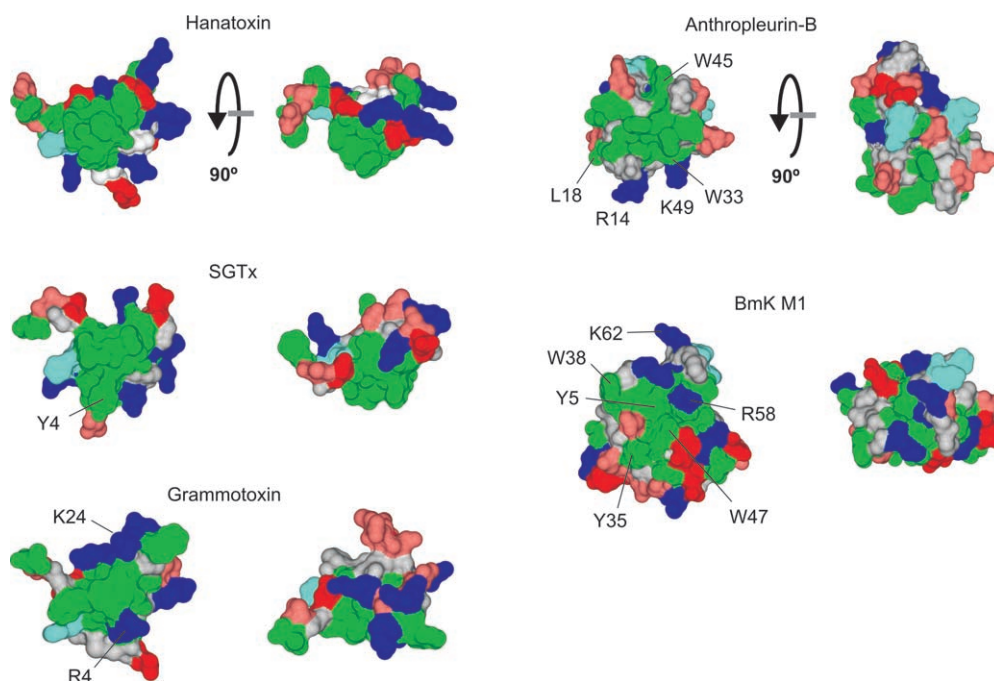 Hanatoxin
90º
SGTx
Y4
Grammotoxin
K24
R4
Anthropleurin-B
W45
90º
L18
W33
K49
R14
BmK M1
K62
W38
Y5
R58
Y35
W47